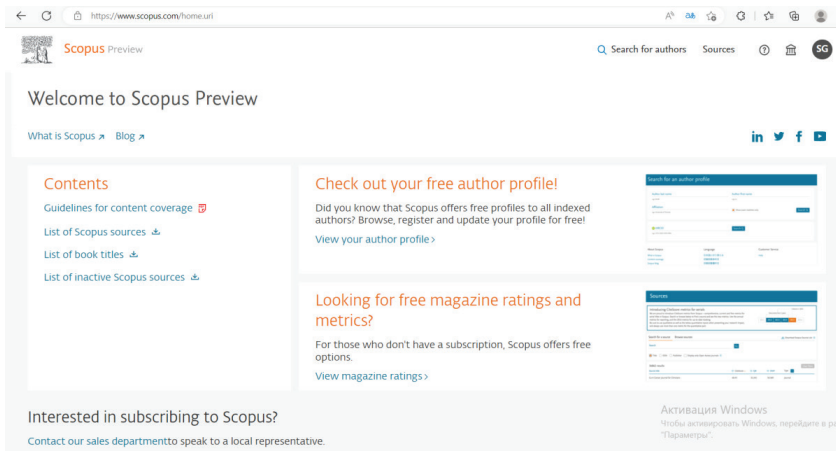 https://www.scopus.com/home.uri
Scopus Preview
Search for authors Sources
SG
Welcome to Scopus Preview
What is Scopus Blog
Contents
Guidelines for content coverage
List of Scopus sources
List of book titles
List of inactive Scopus sources
Check out your free author profile!
Did you know that Scopus offers free profiles to all indexed
authors? Browse, register and update your profile for free!
View your author profile
Search for an author profile
Looking for free magazine ratings and
metrics?
For those who don't have a subscription, Scopus offers free
options.
View magazine ratings
Sources
Interested in subscribing to Scopus?
Contact our sales departmentto speak to a local representative.
Активация Windows
Чтобы активировать Windows, перейдите в ра
"Параметры".